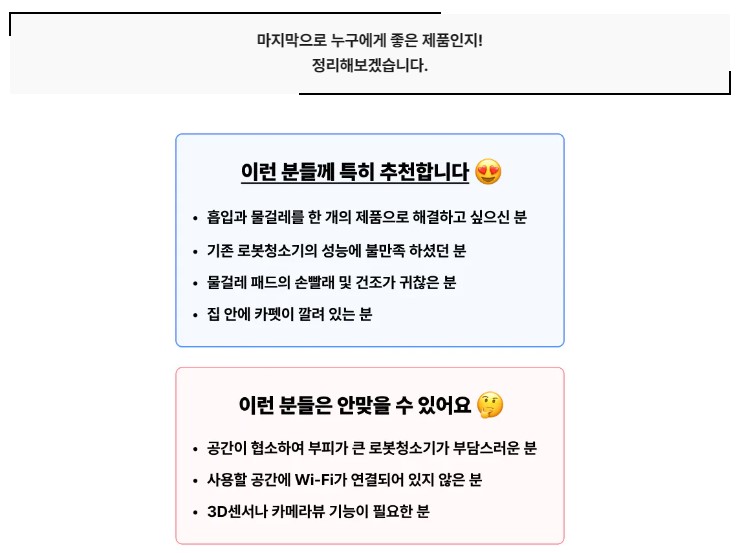 마지막으로 누구에게 좋은 제품인지!
정리해보겠습니다.
이런 분들께 특히 추천합니다 😍
• 흡입과 물걸레를 한 개의 제품으로 해결하고 싶으신 분
• 기존 로봇청소기의 성능에 불만족 하셨던 분
• 물걸레 패드의 손빨래 및 건조가 귀찮은 분
• 집 안에 카펫이 깔려 있는 분
이런 분들은 안맞을 수 있어요 🤔
• 공간이 협소하여 부피가 큰 로봇청소기가 부담스러운 분
• 사용할 공간에 Wi-Fi가 연결되어 있지 않은 분
• 3D센서나 카메라뷰 기능이 필요한 분